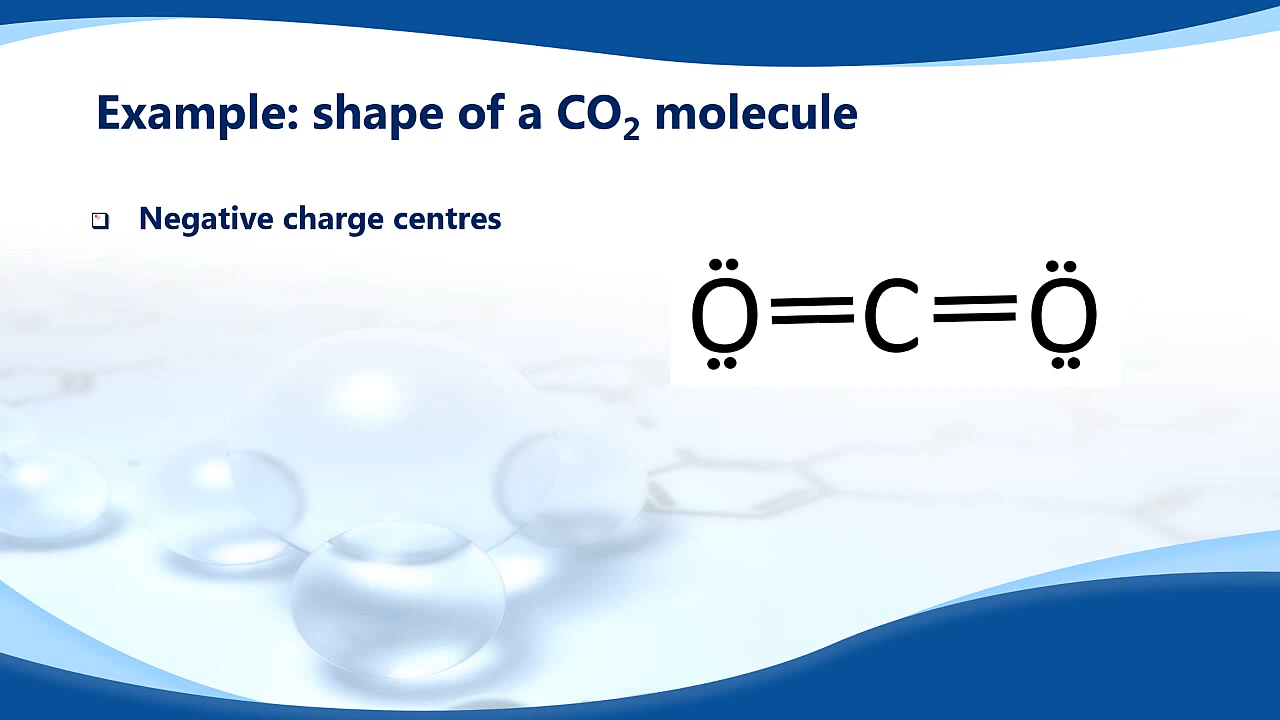 Example: shape of a CO₂ molecule
Negative charge centres
O=C=O